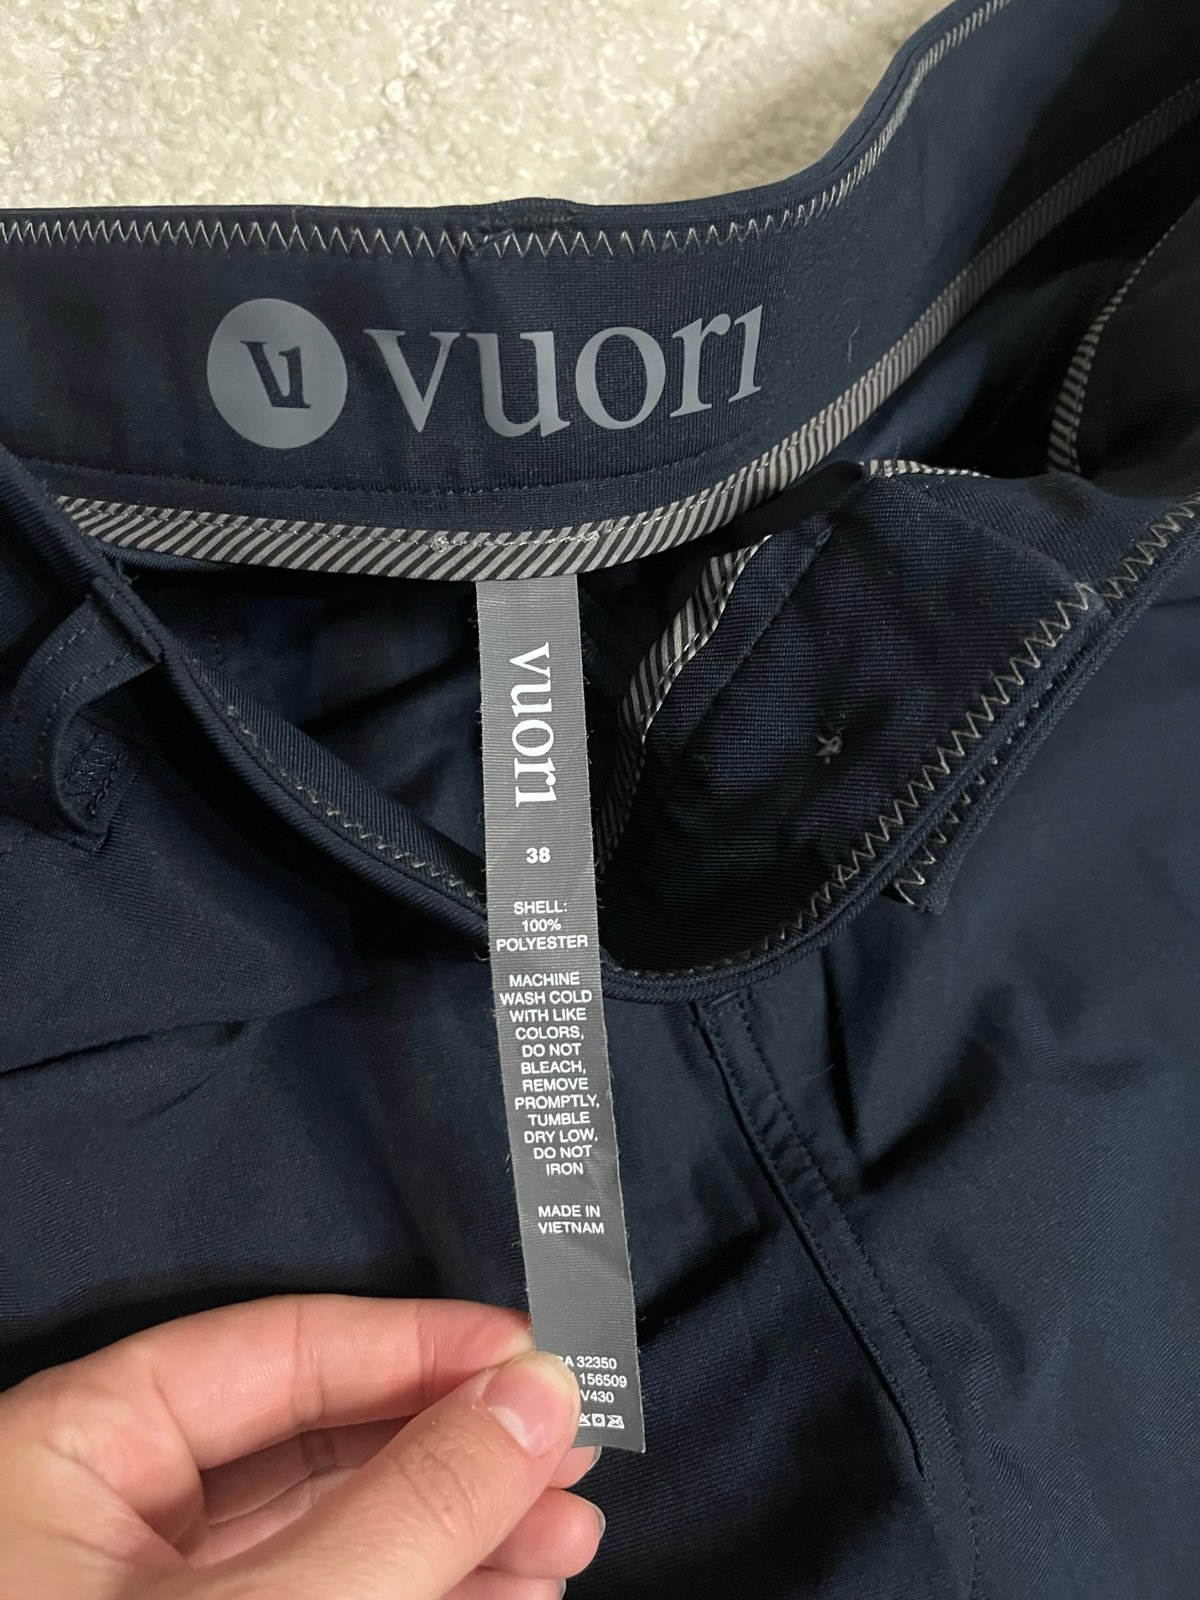 V1 vuori
vuori
38
SHELL:
100%
POLYESTER
MACHINE
WASH COLD
WITH LIKE
COLORS,
DO NOT
BLEACH,
REMOVE
PROMPTLY,
TUMBLE
DRY LOW,
DO NOT
IRON
MADE IN
VIETNAM
32350
156509
V430